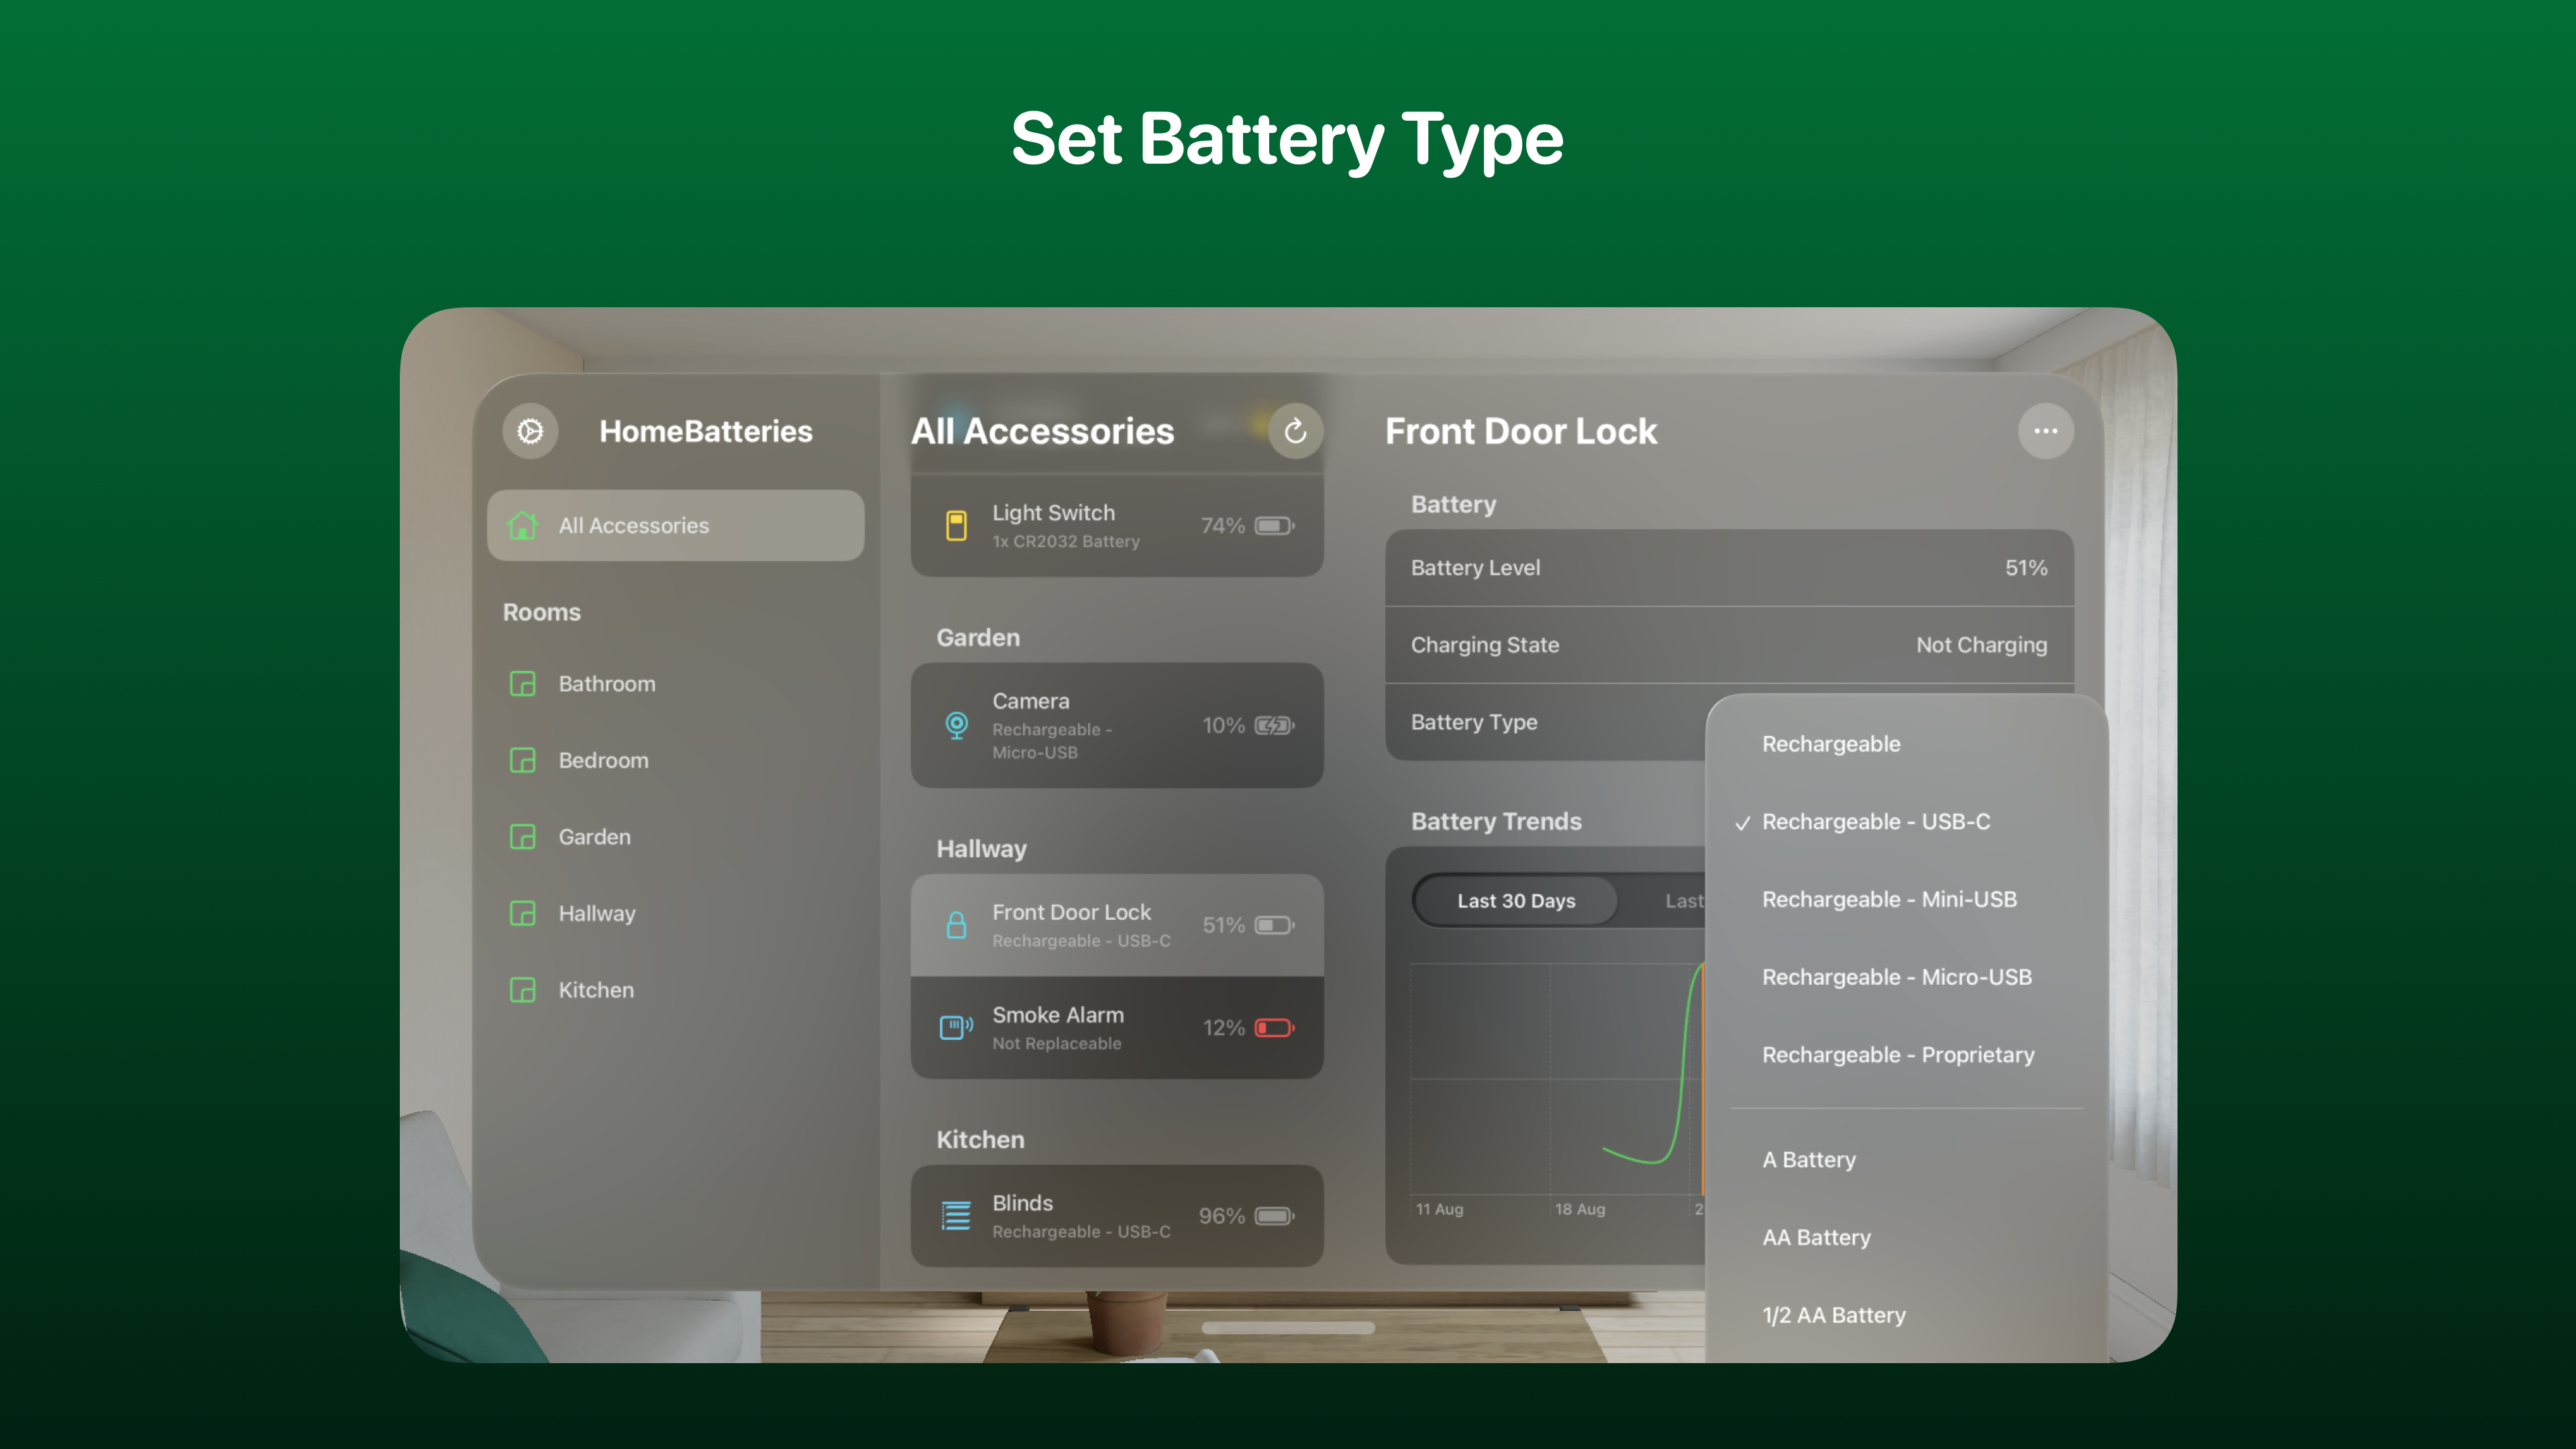 Set Battery Type
HomeBatteries
All Accessories
Rooms
Bathroom
Bedroom
Garden
Hallway
Kitchen
All Accessories
Light Switch
1x CR2032 Battery
74%
Garden
Camera
Rechargeable -
Micro-USB
10%
Hallway
Front Door Lock
Rechargeable - USB-C
51%
Smoke Alarm
Not Replaceable
12%
Kitchen
Blinds
Rechargeable - USB-C
96%
Front Door Lock
Battery
Battery Level
51%
Charging State
Not Charging
Battery Type
Battery Trends
Last 30 Days
Last
11 Aug
18 Aug
2
Rechargeable
Rechargeable - USB-C
Rechargeable - Mini-USB
Rechargeable - Micro-USB
Rechargeable - Proprietary
A Battery
AA Battery
1/2 AA Battery